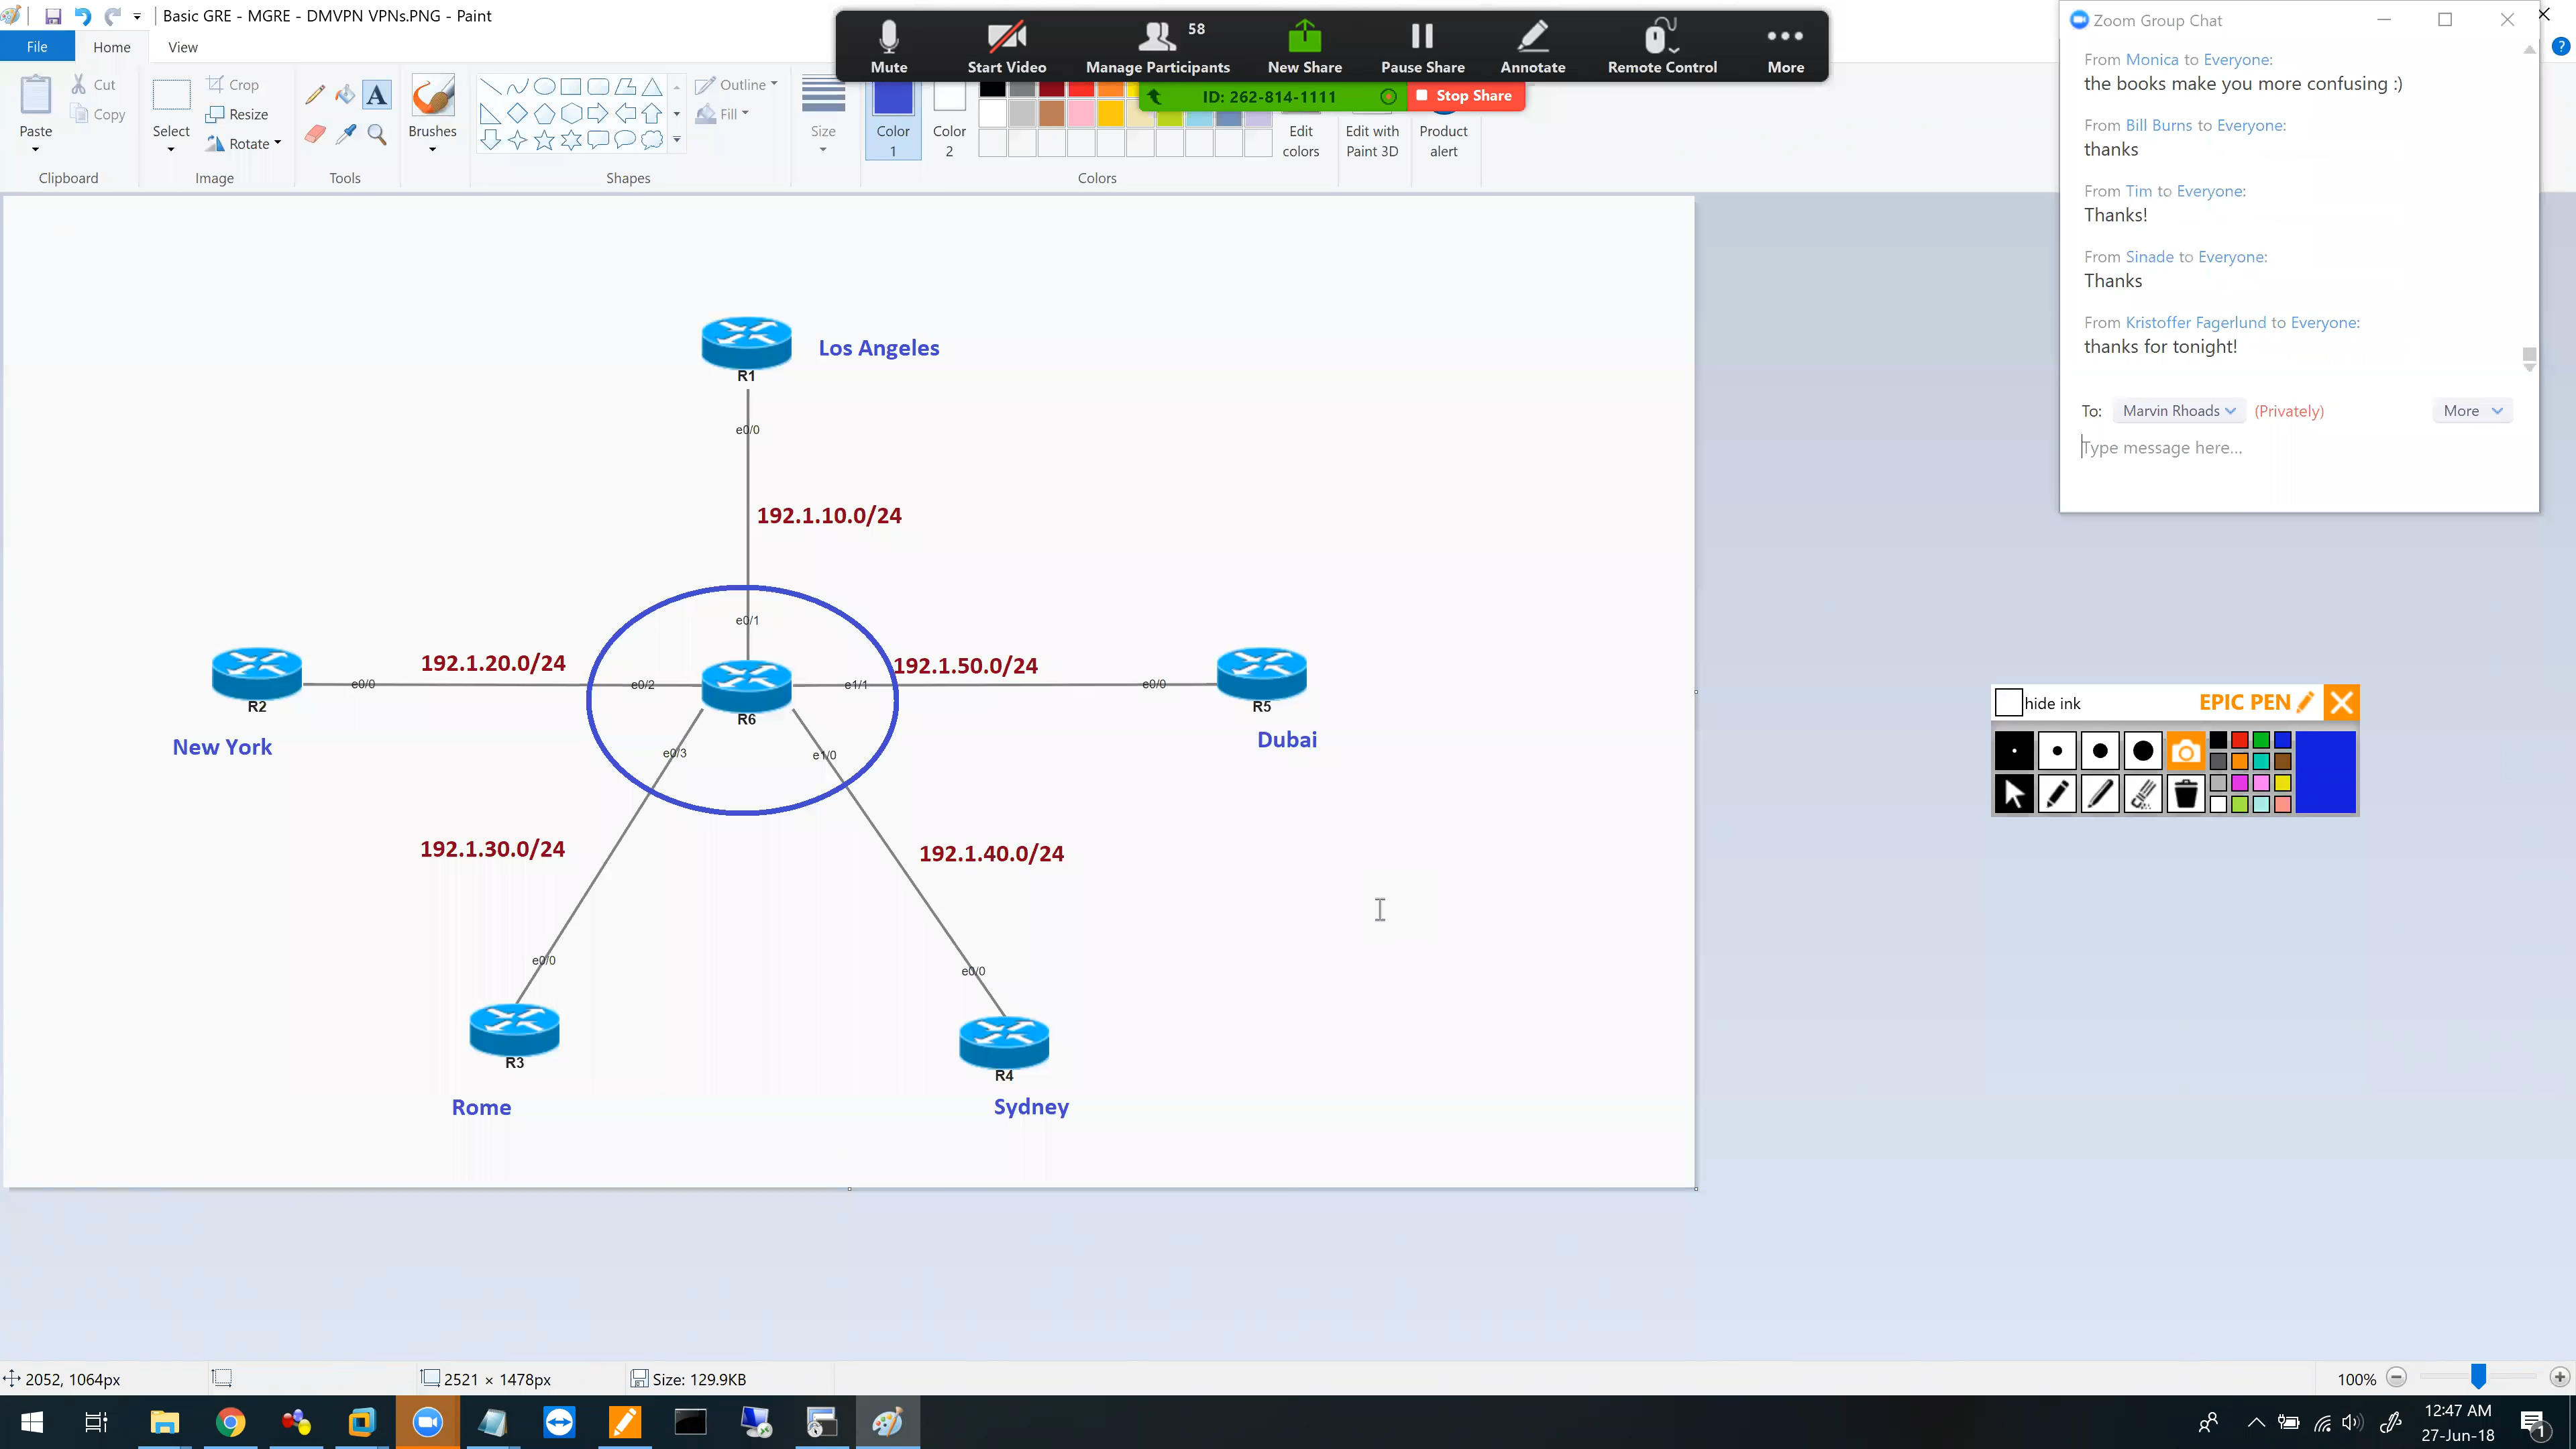 Basic GRE - MGRE - DMVPN VPNs.PNG - Paint
File
Home
View
Paste
Cut
Copy
Clipboard
Select
Crop
Resize
Rotate
Image
A
Tools
Brushes
Outline
Fill
Shapes
Size
Color
1
Color
2
Edit
colors
Colors
Edit with
Paint 3D
Product
alert
Mute
Start Video
58
Manage Participants
New Share
Pause Share
Annotate
Remote Control
More
ID: 262-814-1111
Stop Share
Zoom Group Chat
From Monica to Everyone:
the books make you more confusing :)
From Bill Burns to Everyone:
thanks
From Tim to Everyone:
Thanks!
From Sinade to Everyone:
Thanks
From Kristoffer Fagerlund to Everyone:
thanks for tonight!
To: Marvin Rhoads (Privately) More
Type message here...
?
R1
Los Angeles
e0/0
192.1.10.0/24
e0/1
R2
New York
e0/0
192.1.20.0/24
e0/2
R6
192.1.50.0/24
e1/1
e0/0
R5
Dubai
e0/3
e1/0
192.1.30.0/24
192.1.40.0/24
e0/0
e0/0
R3
Rome
R4
Sydney
hide ink
EPIC PEN
2052, 1064px
2521 × 1478px
Size: 129.9KB
100%
12:47 AM
27-Jun-18
1